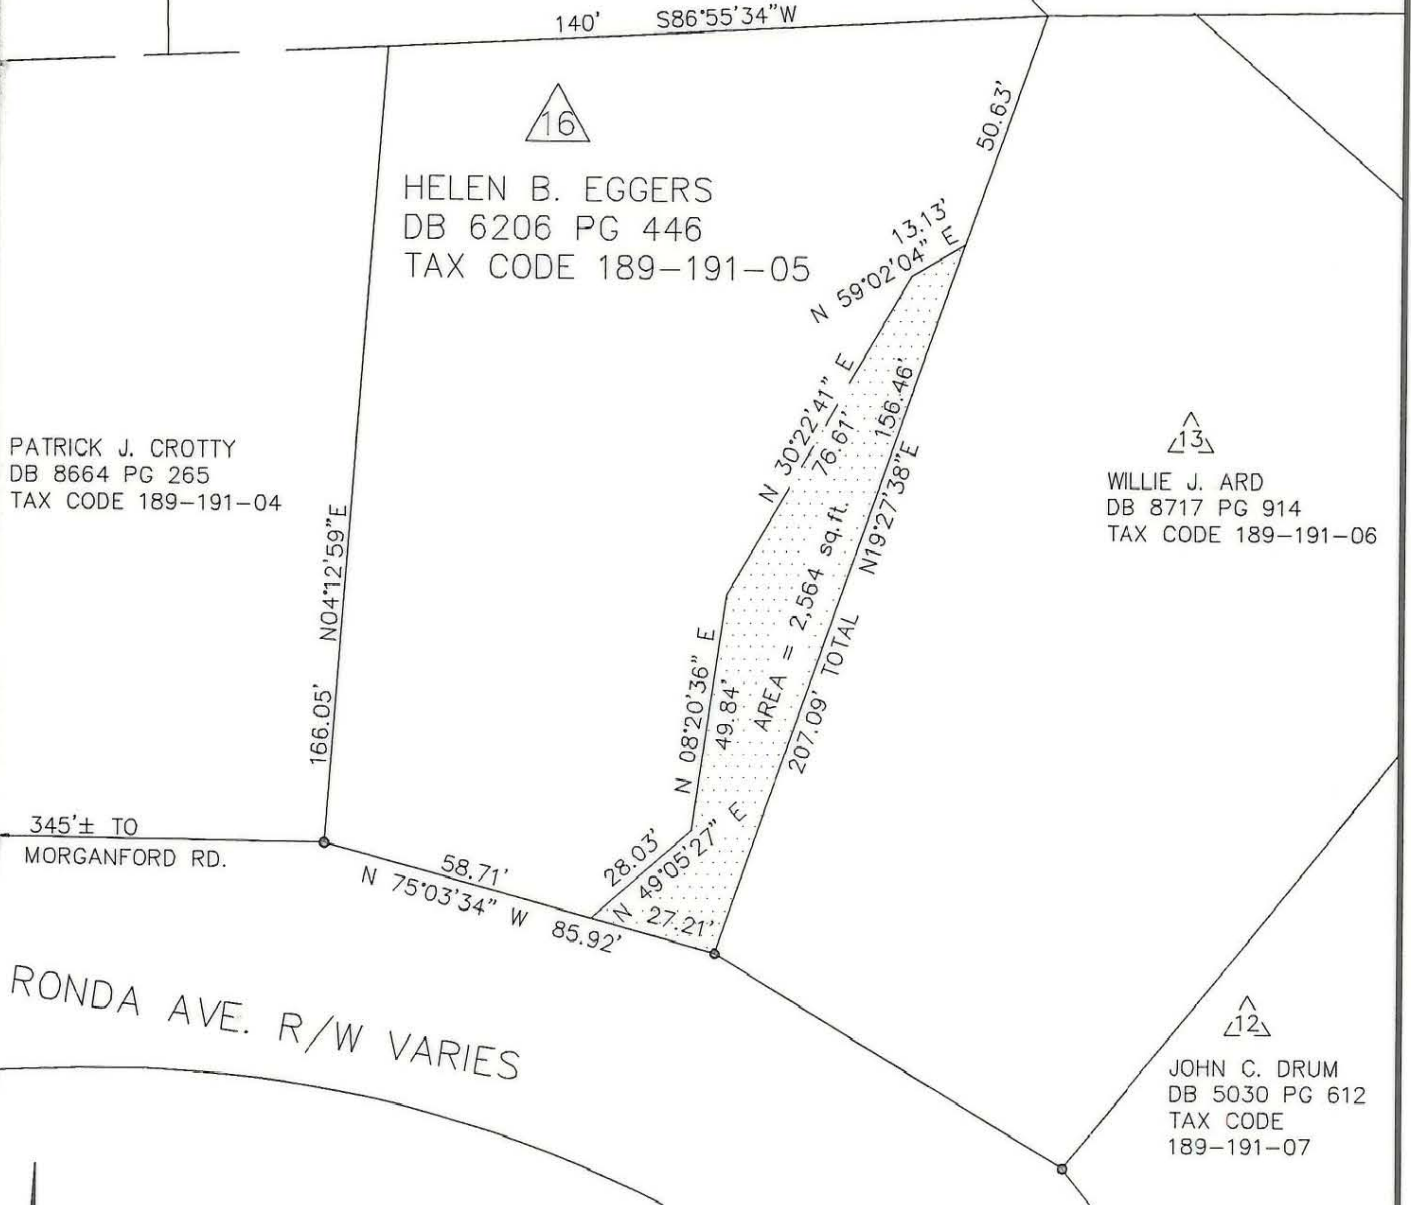 140' S86°55'34"W
50.63'
16
HELEN B. EGGERS
DB 6206 PG 446
TAX CODE 189-191-05
13.13'
N 59°02'04" E
N 30°22'41" E
76.61'
156.46'
N19°27'38"E
207.09' TOTAL
AREA = 2,564 sq.ft.
13
WILLIE J. ARD
DB 8717 PG 914
TAX CODE 189-191-06
PATRICK J. CROTTY
DB 8664 PG 265
TAX CODE 189-191-04
166.05' N04°12'59"E
N 08°20'36" E
49.84'
28.03'
N 49°05'27" E
27.21'
345'± TO
MORGANFORD RD.
58.71'
N 75°03'34" W 85.92'
RONDA AVE. R/W VARIES
12
JOHN C. DRUM
DB 5030 PG 612
TAX CODE
189-191-07